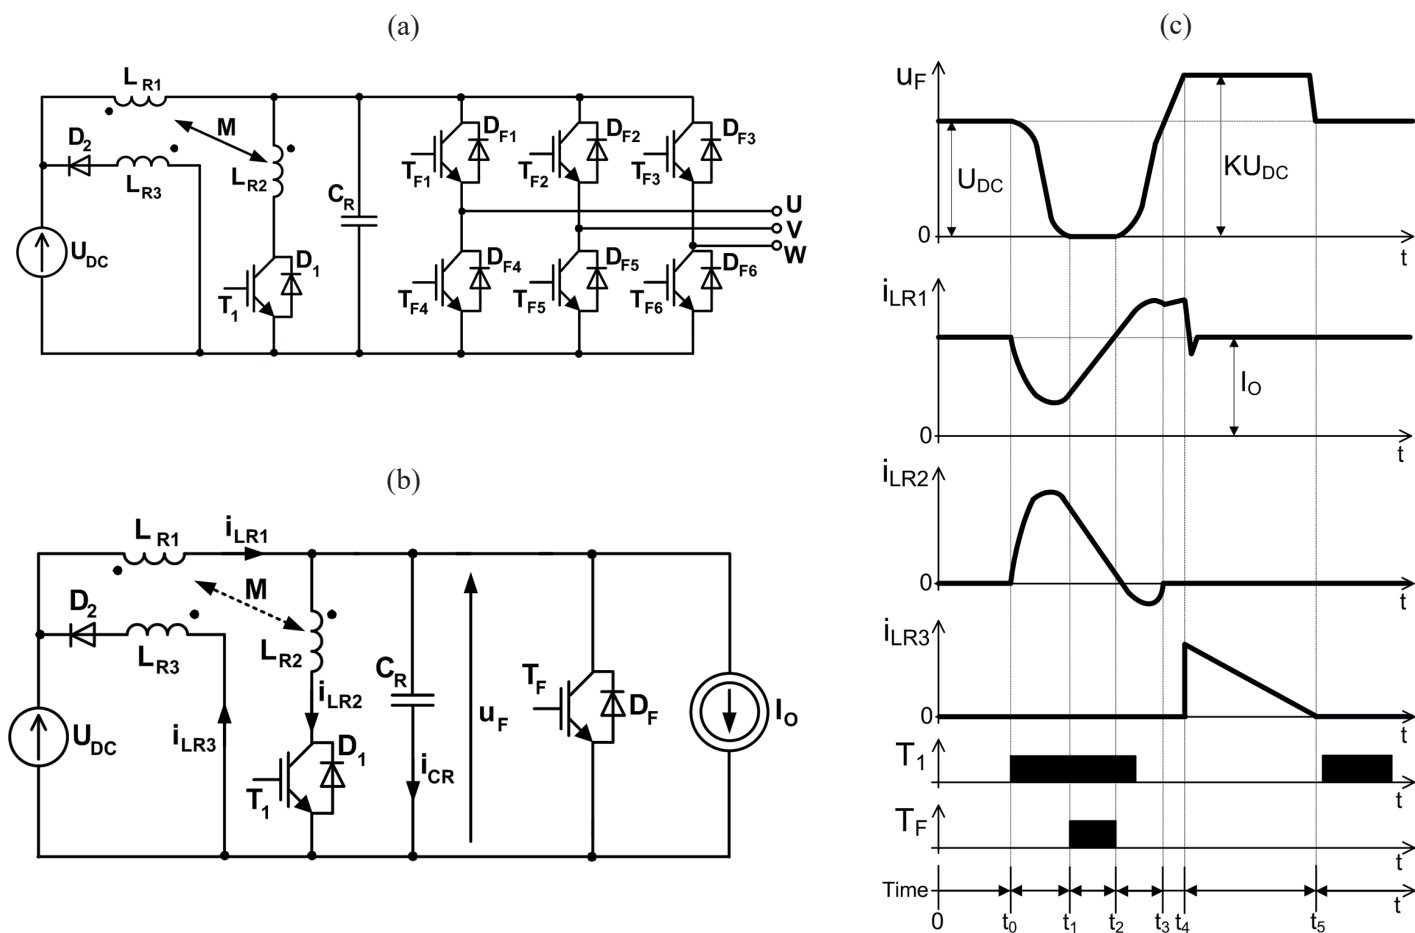 (a)
L R1
M
D2
LR3
LR2
UDC
T1
D1
CR
TF1
DF1
TF2
DF2
TF3
DF3
U
V
W
TF4
DF4
TF5
DF5
TF6
DF6
(b)
L R1
iLR1
M
D2
LR3
LR2
UDC
iLR3
iLR2
T1
D1
CR
iCR
uF
TF
DF
IO
(c)
uF
UDC
KUDC
0
t
iLR1
IO
0
t
iLR2
0
t
iLR3
0
t
T1
t
TF
t
Time
t
0 t0 t1 t2 t3 t4 t5